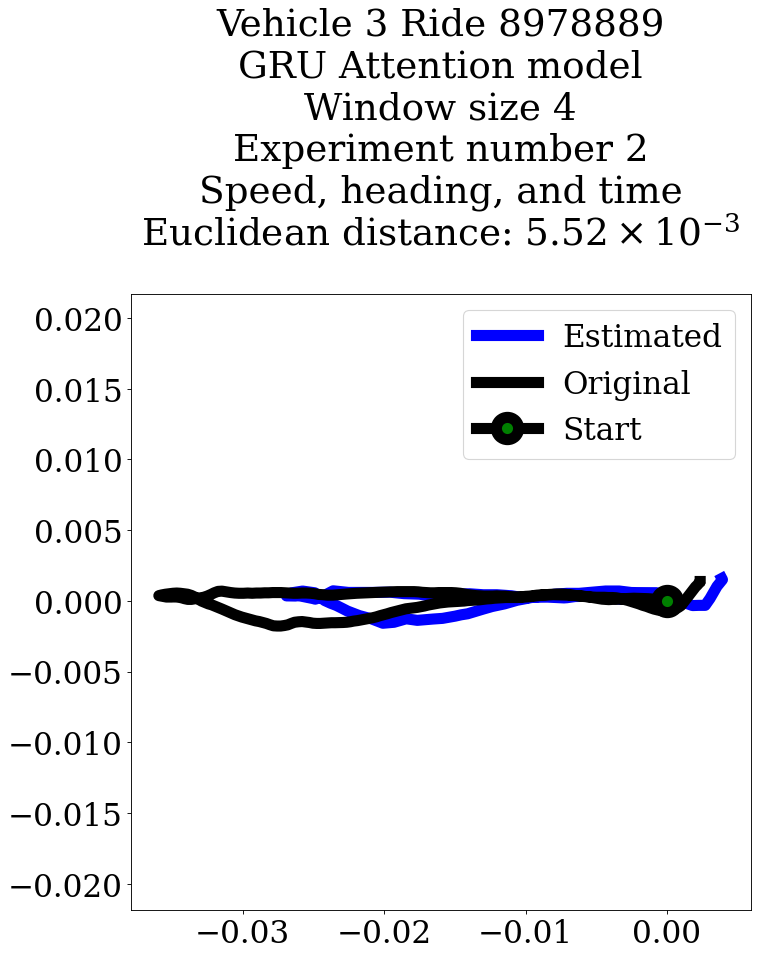 Vehicle 3 Ride 8978889
GRU Attention model
Window size 4
Experiment number 2
Speed, heading, and time
Euclidean distance: 5.52 × 10⁻³
Estimated
Original
Start
0.020
0.015
0.010
0.005
0.000
−0.005
−0.010
−0.015
−0.020
−0.03 −0.02 −0.01 0.00